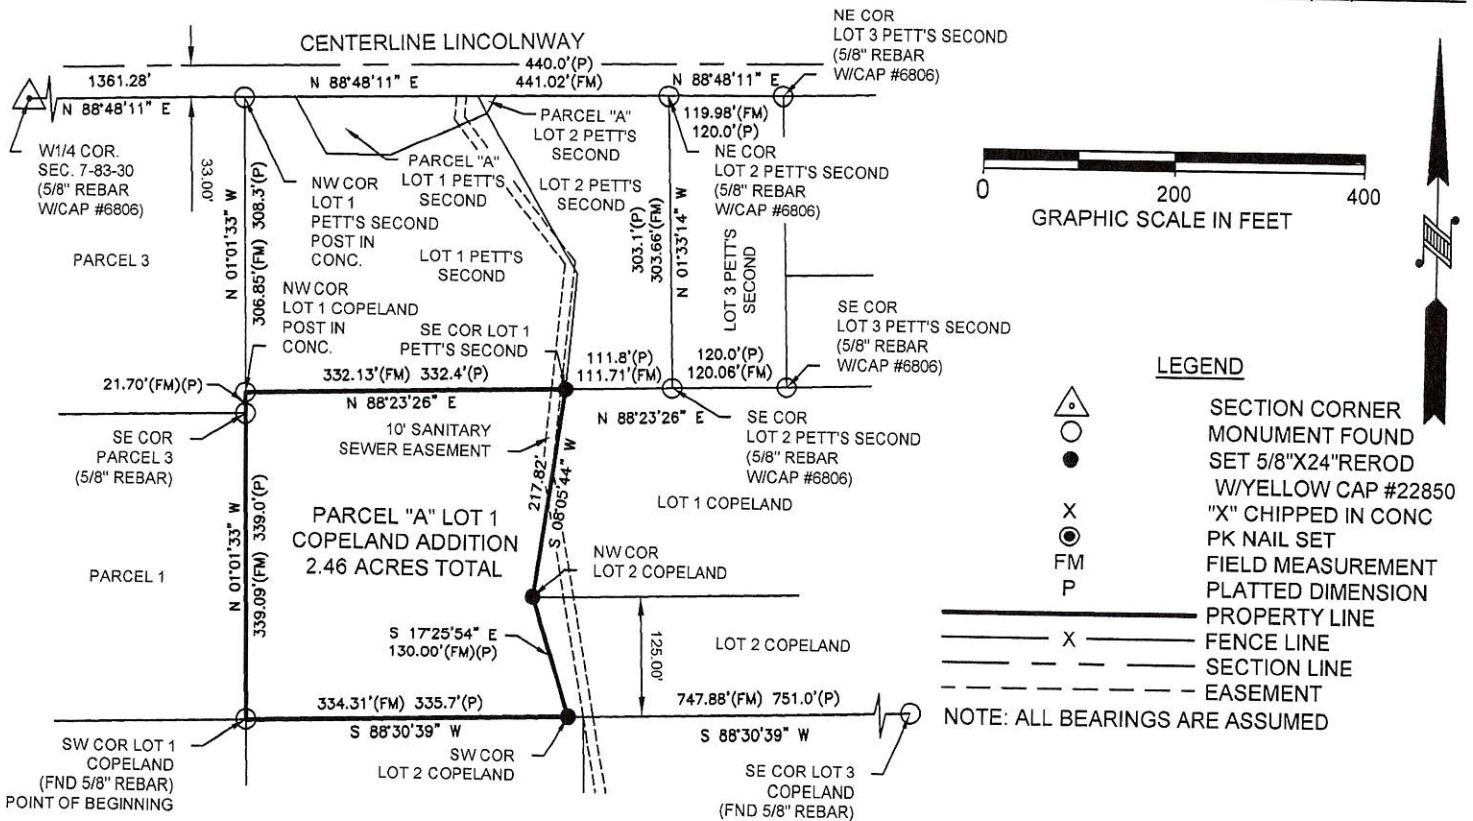 CENTERLINE LINCOLNWAY
NE COR
LOT 3 PETT'S SECOND
(5/8" REBAR
W/CAP #6806)
1361.28'
N 88°48'11" E
N 88°48'11" E
440.0'(P)
441.02'(FM)
N 88°48'11" E
119.98'(FM)
120.0'(P)
W1/4 COR.
SEC. 7-83-30
(5/8" REBAR
W/CAP #6806)
33.00'
N 01°01'33" W
306.85'(FM) 308.3'(P)
NW COR
LOT 1
PETT'S SECOND
POST IN
CONC.
PARCEL "A"
LOT 1 PETT'S
SECOND
PARCEL "A"
LOT 2 PETT'S
SECOND
LOT 2 PETT'S
SECOND
NE COR
LOT 2 PETT'S SECOND
(5/8" REBAR
W/CAP #6806)
303.1'(P)
303.66'(FM)
N 01°33'14" W
LOT 3 PETT'S
SECOND
0
200
400
GRAPHIC SCALE IN FEET
PARCEL 3
LOT 1 PETT'S
SECOND
NW COR
LOT 1 COPELAND
POST IN
CONC.
SE COR LOT 1
PETT'S SECOND
SE COR
LOT 3 PETT'S SECOND
(5/8" REBAR
W/CAP #6806)
111.8'(P)
111.71'(FM)
120.0'(P)
120.06'(FM)
21.70'(FM)(P)
332.13'(FM) 332.4'(P)
N 88°23'26" E
N 88°23'26" E
SE COR
PARCEL 3
(5/8" REBAR)
10' SANITARY
SEWER EASEMENT
SE COR
LOT 2 PETT'S SECOND
(5/8" REBAR
W/CAP #6806)
217.82'
S 08°05'44" W
LOT 1 COPELAND
N 01°01'33" W
339.09'(FM) 339.0'(P)
PARCEL "A" LOT 1
COPELAND ADDITION
2.46 ACRES TOTAL
NW COR
LOT 2 COPELAND
PARCEL 1
S 17°25'54" E
130.00'(FM)(P)
125.00'
LOT 2 COPELAND
334.31'(FM) 335.7'(P)
S 88°30'39" W
747.88'(FM) 751.0'(P)
S 88°30'39" W
SW COR LOT 1
COPELAND
(FND 5/8" REBAR)
POINT OF BEGINNING
SW COR
LOT 2 COPELAND
SE COR LOT 3
COPELAND
(FND 5/8" REBAR)
LEGEND
SECTION CORNER
MONUMENT FOUND
SET 5/8"X24"REROD
W/YELLOW CAP #22850
X "X" CHIPPED IN CONC
PK NAIL SET
FM FIELD MEASUREMENT
P PLATTED DIMENSION
PROPERTY LINE
X FENCE LINE
SECTION LINE
EASEMENT
NOTE: ALL BEARINGS ARE ASSUMED